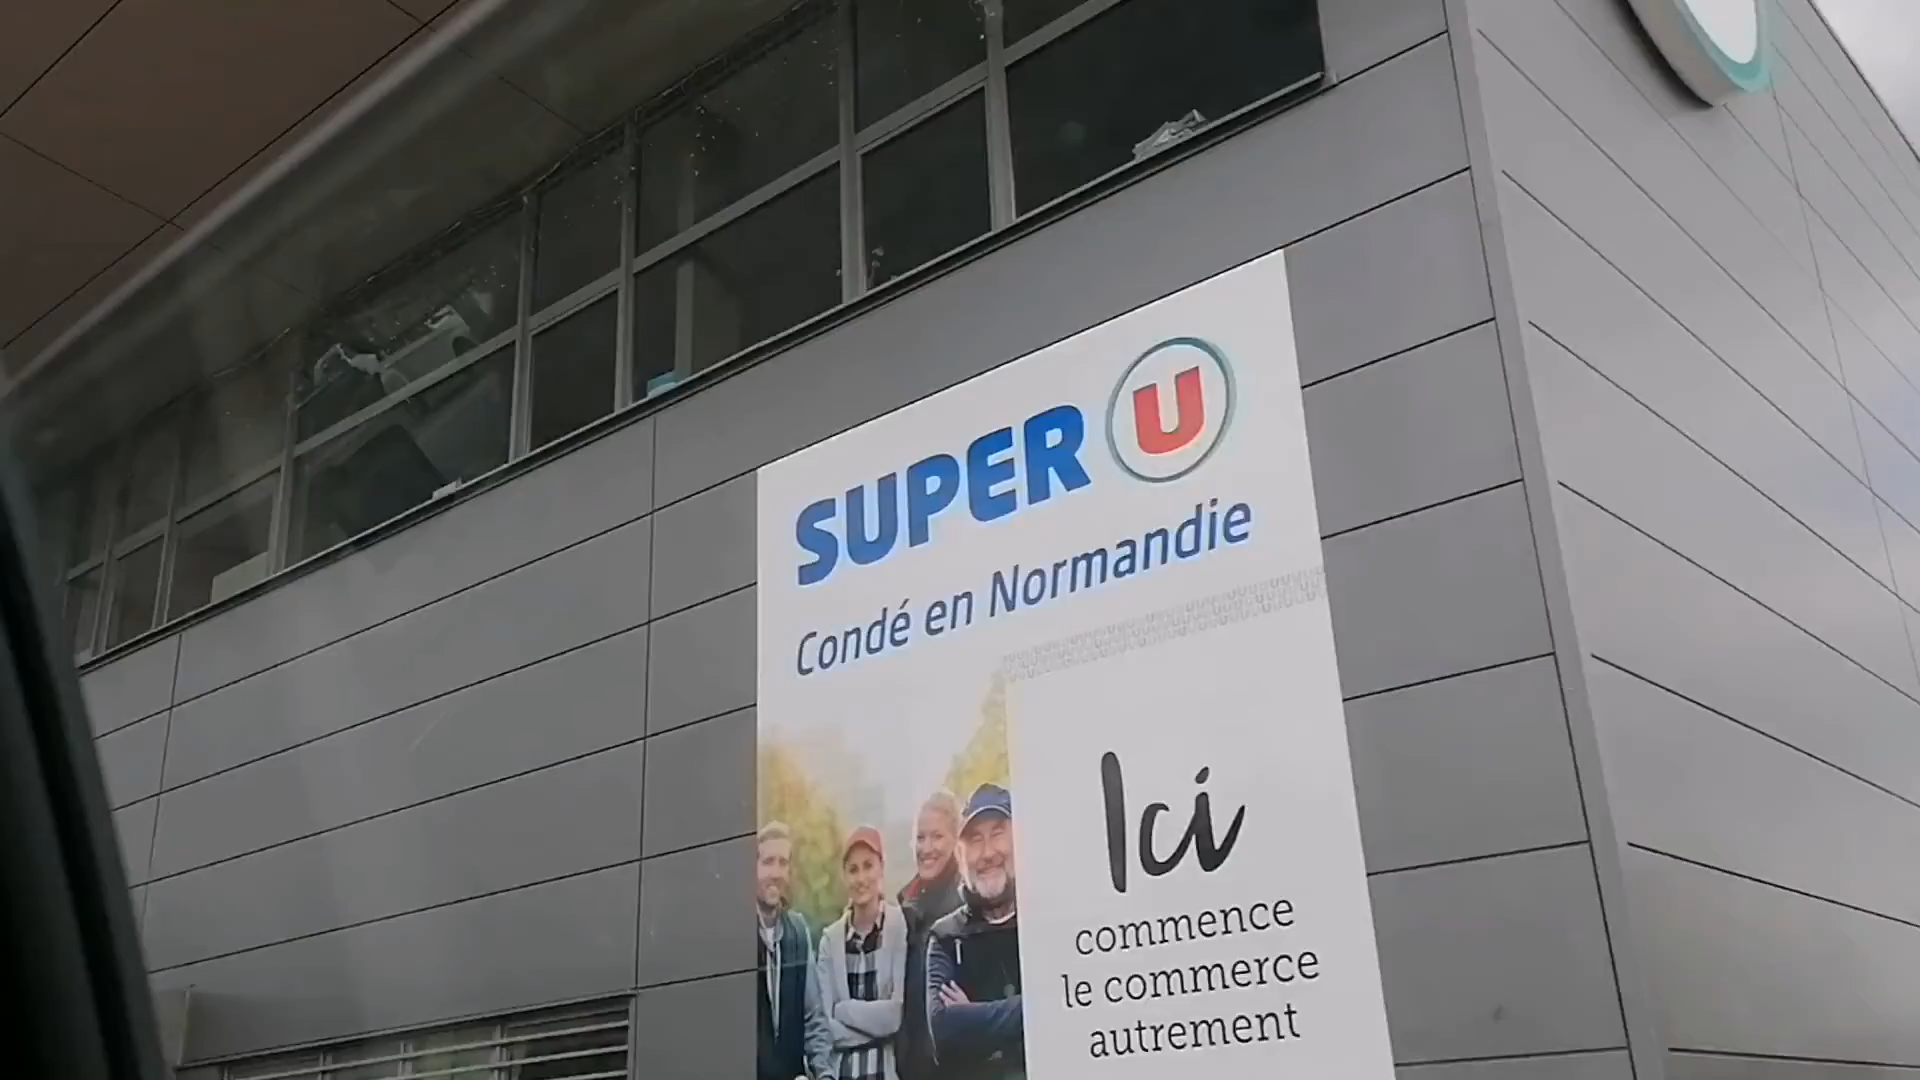 SUPER U
Condé en Normandie
Ici
commence
le commerce
autrement